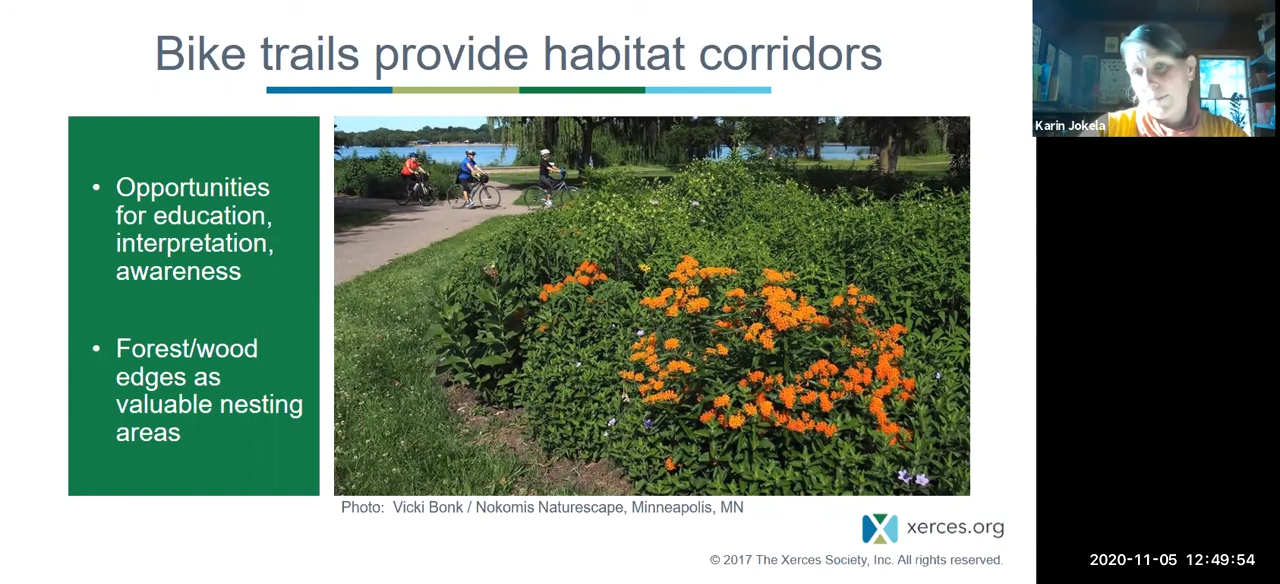 Bike trails provide habitat corridors
• Opportunities
for education,
interpretation,
awareness
• Forest/wood
edges as
valuable nesting
areas
Photo: Vicki Bonk / Nokomis Naturescape, Minneapolis, MN
xerces.org
© 2017 The Xerces Society, Inc. All rights reserved.
Karin Jokela
2020-11-05 12:49:54